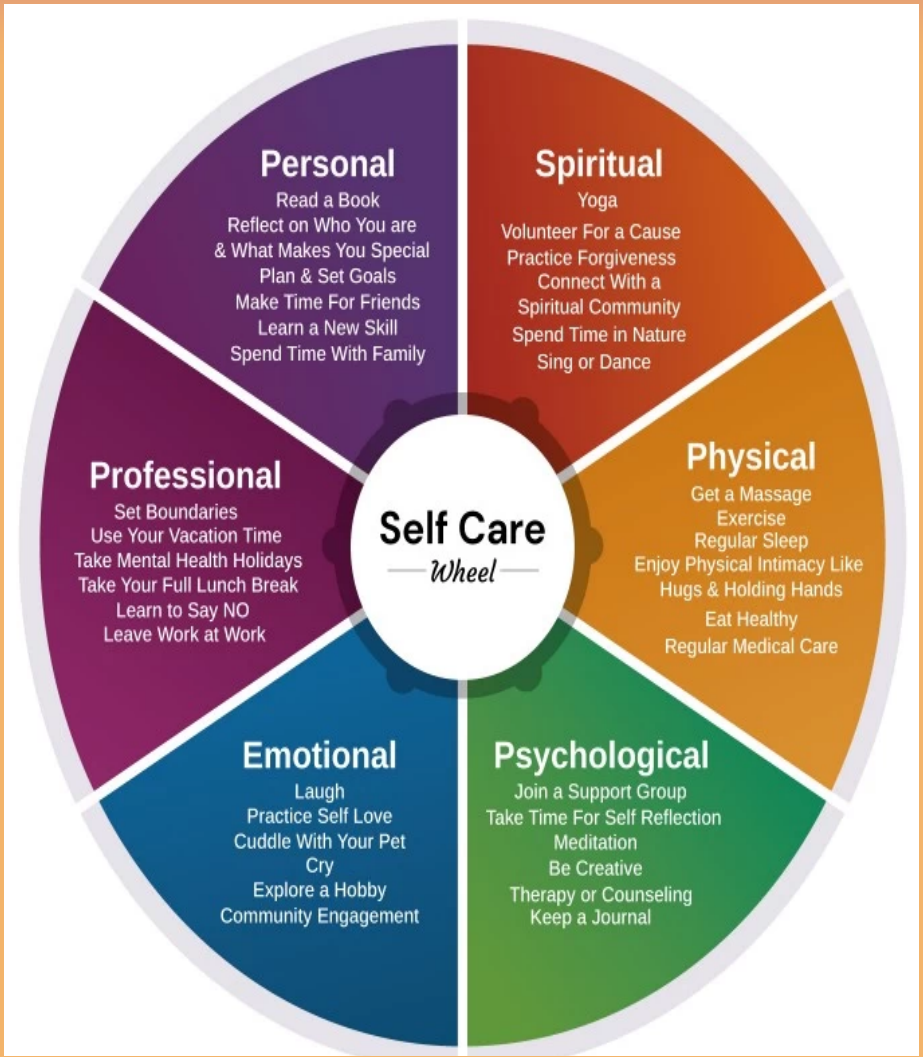 Personal
Read a Book
Reflect on Who You are
& What Makes You Special
Plan & Set Goals
Make Time For Friends
Learn a New Skill
Spend Time With Family
Spiritual
Yoga
Volunteer For a Cause
Practice Forgiveness
Connect With a
Spiritual Community
Spend Time in Nature
Sing or Dance
Professional
Set Boundaries
Use Your Vacation Time
Take Mental Health Holidays
Take Your Full Lunch Break
Learn to Say NO
Leave Work at Work
Self Care
Wheel
Physical
Get a Massage
Exercise
Regular Sleep
Enjoy Physical Intimacy Like
Hugs & Holding Hands
Eat Healthy
Regular Medical Care
Emotional
Laugh
Practice Self Love
Cuddle With Your Pet
Cry
Explore a Hobby
Community Engagement
Psychological
Join a Support Group
Take Time For Self Reflection
Meditation
Be Creative
Therapy or Counseling
Keep a Journal